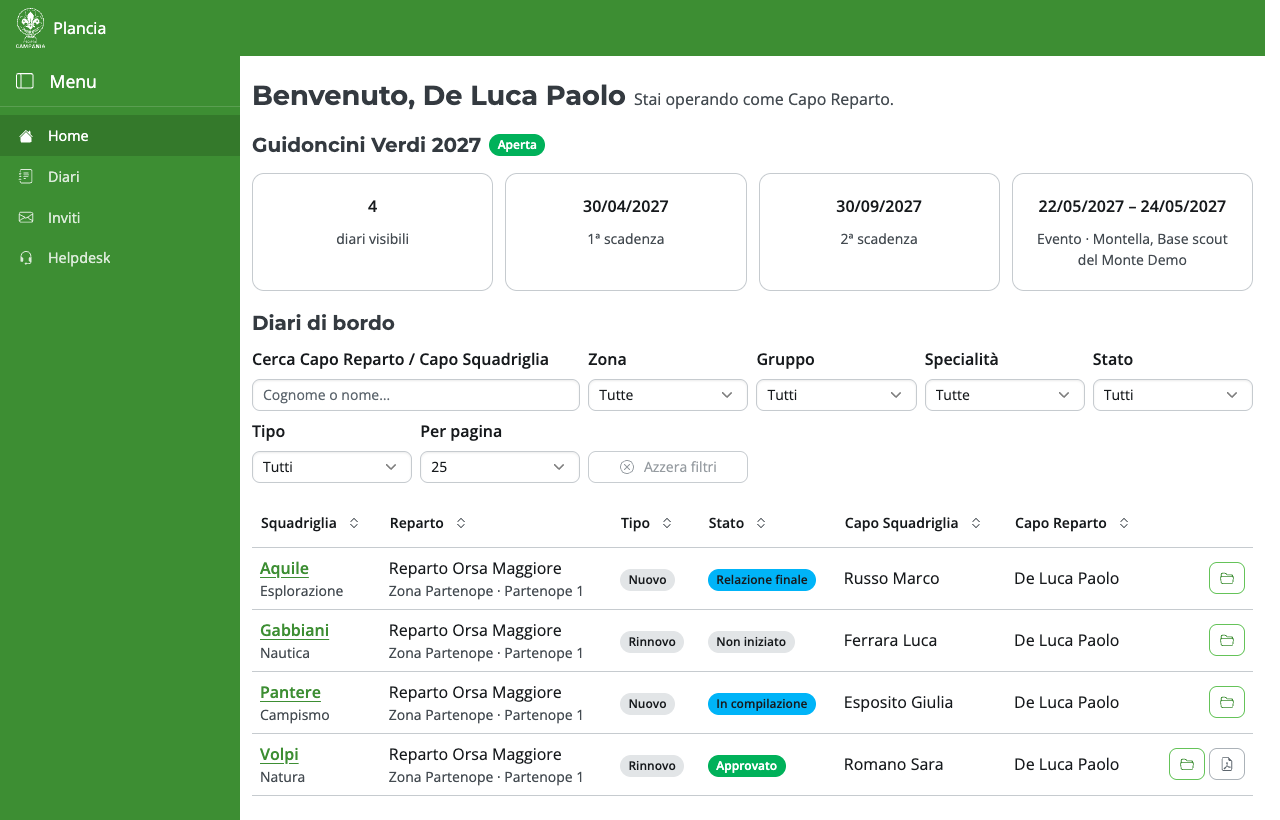 CAMPANIA
Plancia
Menu
Home
Diari
Inviti
Helpdesk
Benvenuto, De Luca Paolo Stai operando come Capo Reparto.
Guidoncini Verdi 2027 Aperta
4
diari visibili
30/04/2027
1ª scadenza
30/09/2027
2ª scadenza
22/05/2027 – 24/05/2027
Evento · Montella, Base scout
del Monte Demo
Diari di bordo
Cerca Capo Reparto / Capo Squadriglia Zona Gruppo Specialità Stato
Cognome o nome... Tutte Tutti Tutte Tutti
Tipo Per pagina
Tutti 25 Azzera filtri
Squadriglia Reparto Tipo Stato Capo Squadriglia Capo Reparto
Aquile Reparto Orsa Maggiore Nuovo Relazione finale Russo Marco De Luca Paolo
Esplorazione Zona Partenope · Partenope 1
Gabbiani Reparto Orsa Maggiore Rinnovo Non iniziato Ferrara Luca De Luca Paolo
Nautica Zona Partenope · Partenope 1
Pantere Reparto Orsa Maggiore Nuovo In compilazione Esposito Giulia De Luca Paolo
Campismo Zona Partenope · Partenope 1
Volpi Reparto Orsa Maggiore Rinnovo Approvato Romano Sara De Luca Paolo
Natura Zona Partenope · Partenope 1